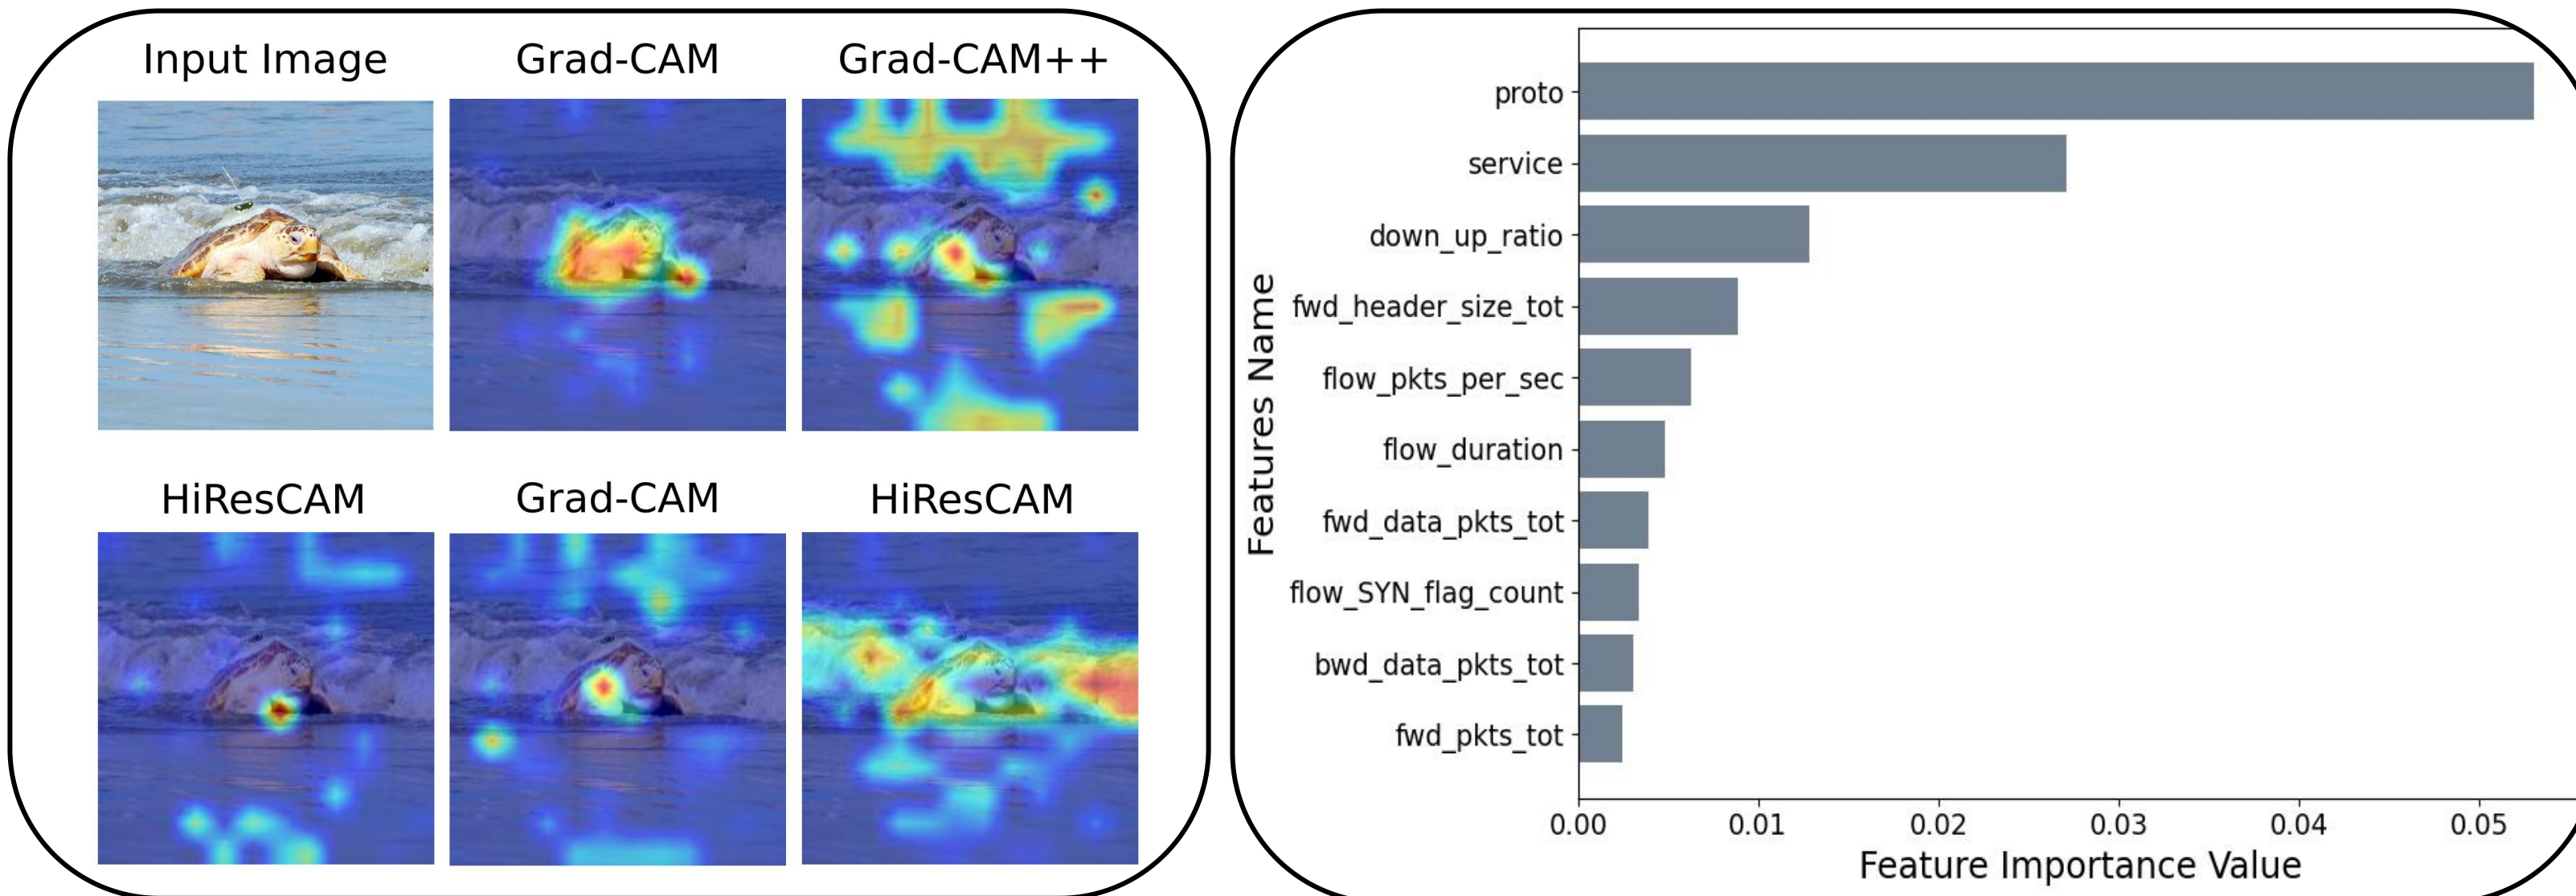 Input Image
Grad-CAM
Grad-CAM++
HiResCAM
Grad-CAM
HiResCAM
Features Name
proto
service
down_up_ratio
fwd_header_size_tot
flow_pkts_per_sec
flow_duration
fwd_data_pkts_tot
flow_SYN_flag_count
bwd_data_pkts_tot
fwd_pkts_tot
0.00 0.01 0.02 0.03 0.04 0.05
Feature Importance Value